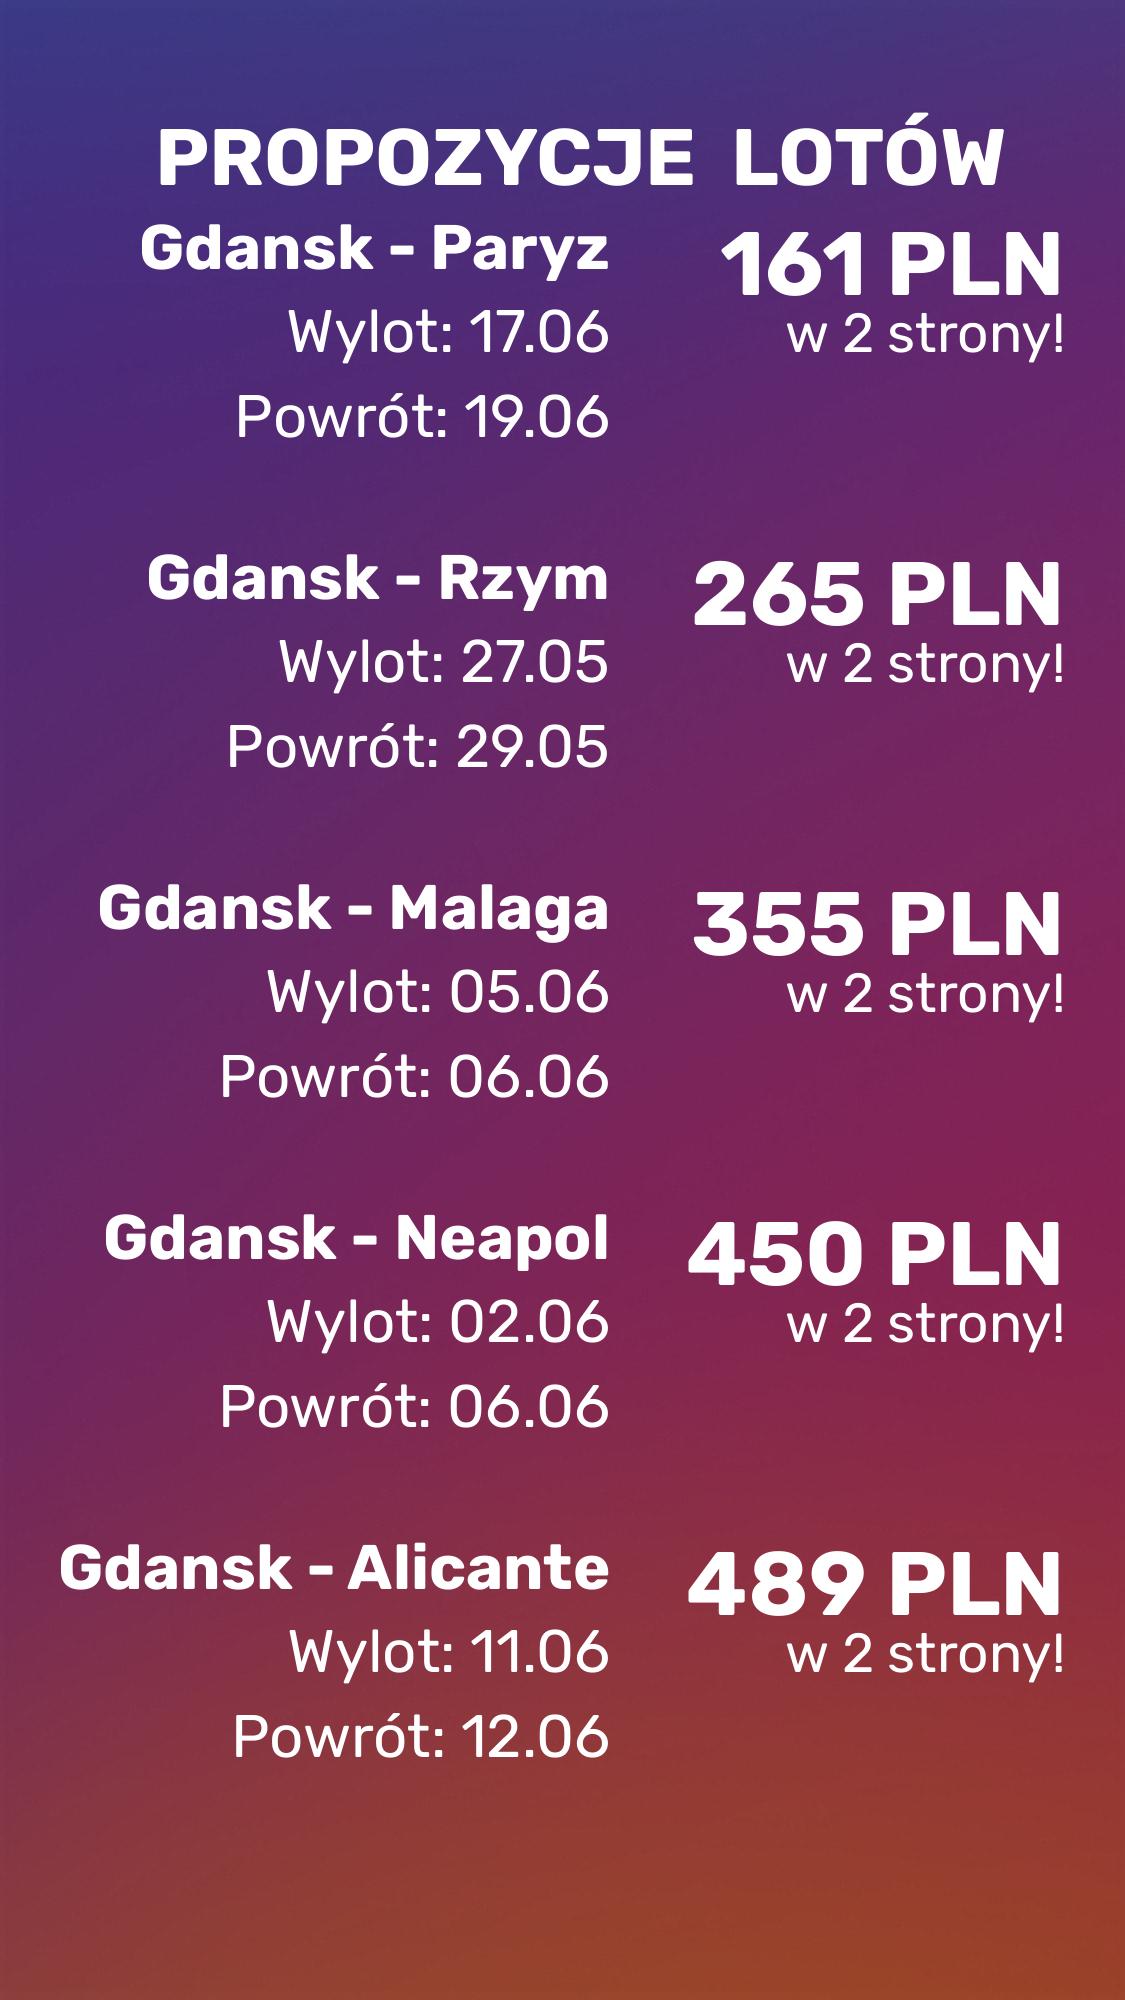 PROPOZYCJE LOTÓW
Gdansk - Paryz
161 PLN
Wylot: 17.06
w 2 strony!
Powrót: 19.06
Gdansk - Rzym
265 PLN
Wylot: 27.05
w 2 strony!
Powrót: 29.05
Gdansk - Malaga
355 PLN
Wylot: 05.06
w 2 strony!
Powrót: 06.06
Gdansk - Neapol
450 PLN
Wylot: 02.06
w 2 strony!
Powrót: 06.06
Gdansk - Alicante
489 PLN
Wylot: 11.06
w 2 strony!
Powrót: 12.06